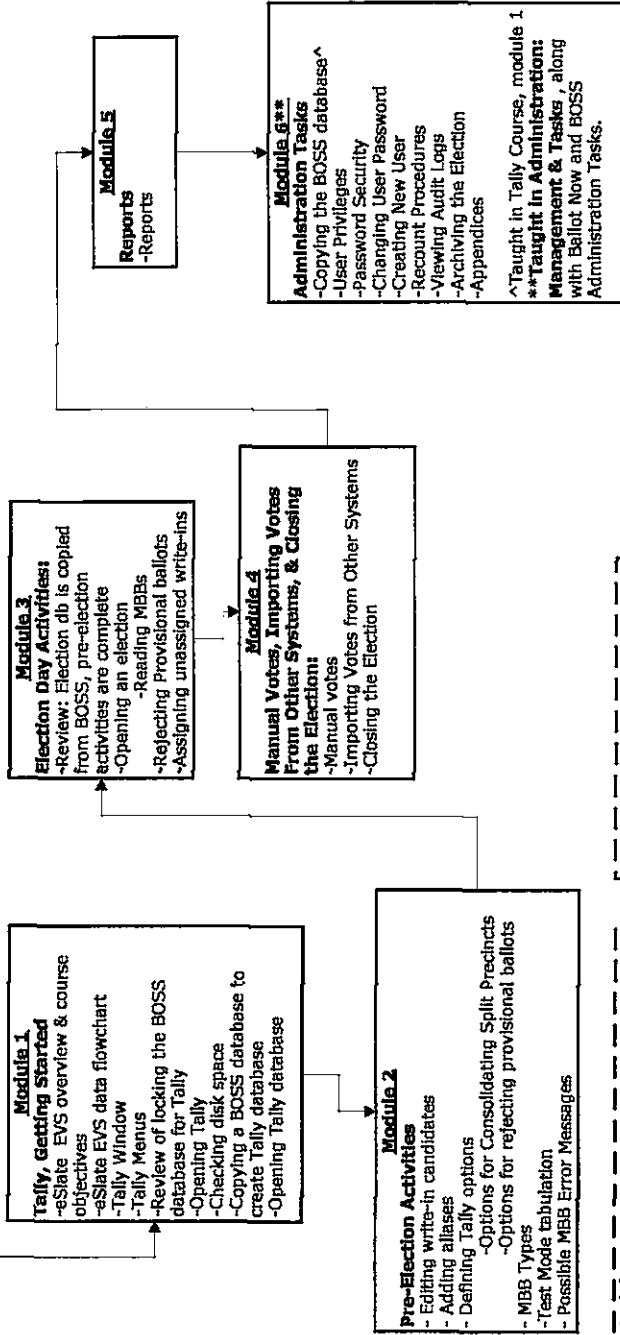 Module 1
Tally, Getting Started
-eSlate EVS overview & course
objectives
-eSlate EVS data flowchart
-Tally Window
-Tally Menus
-Review of locking the BOSS
database for Tally
-Opening Tally
-Checking disk space
-Copying a BOSS database to
create Tally database
-Opening Tally database
Module 2
Pre-Election Activities
- Editing write-in candidates
- Adding aliases
- Defining Tally options
-Options for Consolidating Split Precincts
-Options for rejecting provisional ballots
- MBB Types
-Test Mode tabulation
- Possible MBB Error Messages
Module 3
Election Day Activities:
-Review: Election db is copied
from BOSS, pre-election
activities are complete
-Opening an election
-Reading MBBs
-Rejecting Provisional ballots
-Assigning unassigned write-ins
Module 4
Manual Votes, Importing Votes
From Other Systems, & Closing
the Election:
-Manual votes
-Importing Votes from Other Systems
-Closing the Election
Module 5
Reports
-Reports
Module 6**
Administration Tasks
-Copying the BOSS database^
-User Privileges
-Password Security
-Changing User Password
-Creating New User
-Recount Procedures
-Viewing Audit Logs
-Archiving the Election
-Appendices
^Taught in Tally Course, module 1
**Taught in Administration:
Management & Tasks , along
with Ballot Now and BOSS
Administration Tasks.